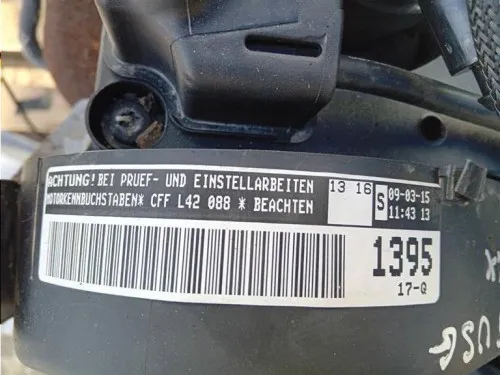 ACHTUNG! BEI PRUEF- UND EINSTELLARBEITEN
MOTORKENNBUCHSTABEN* CFF L42 088 * BEACHTEN
13 16
S
09-03-15
11:43 13
1395
17-Q